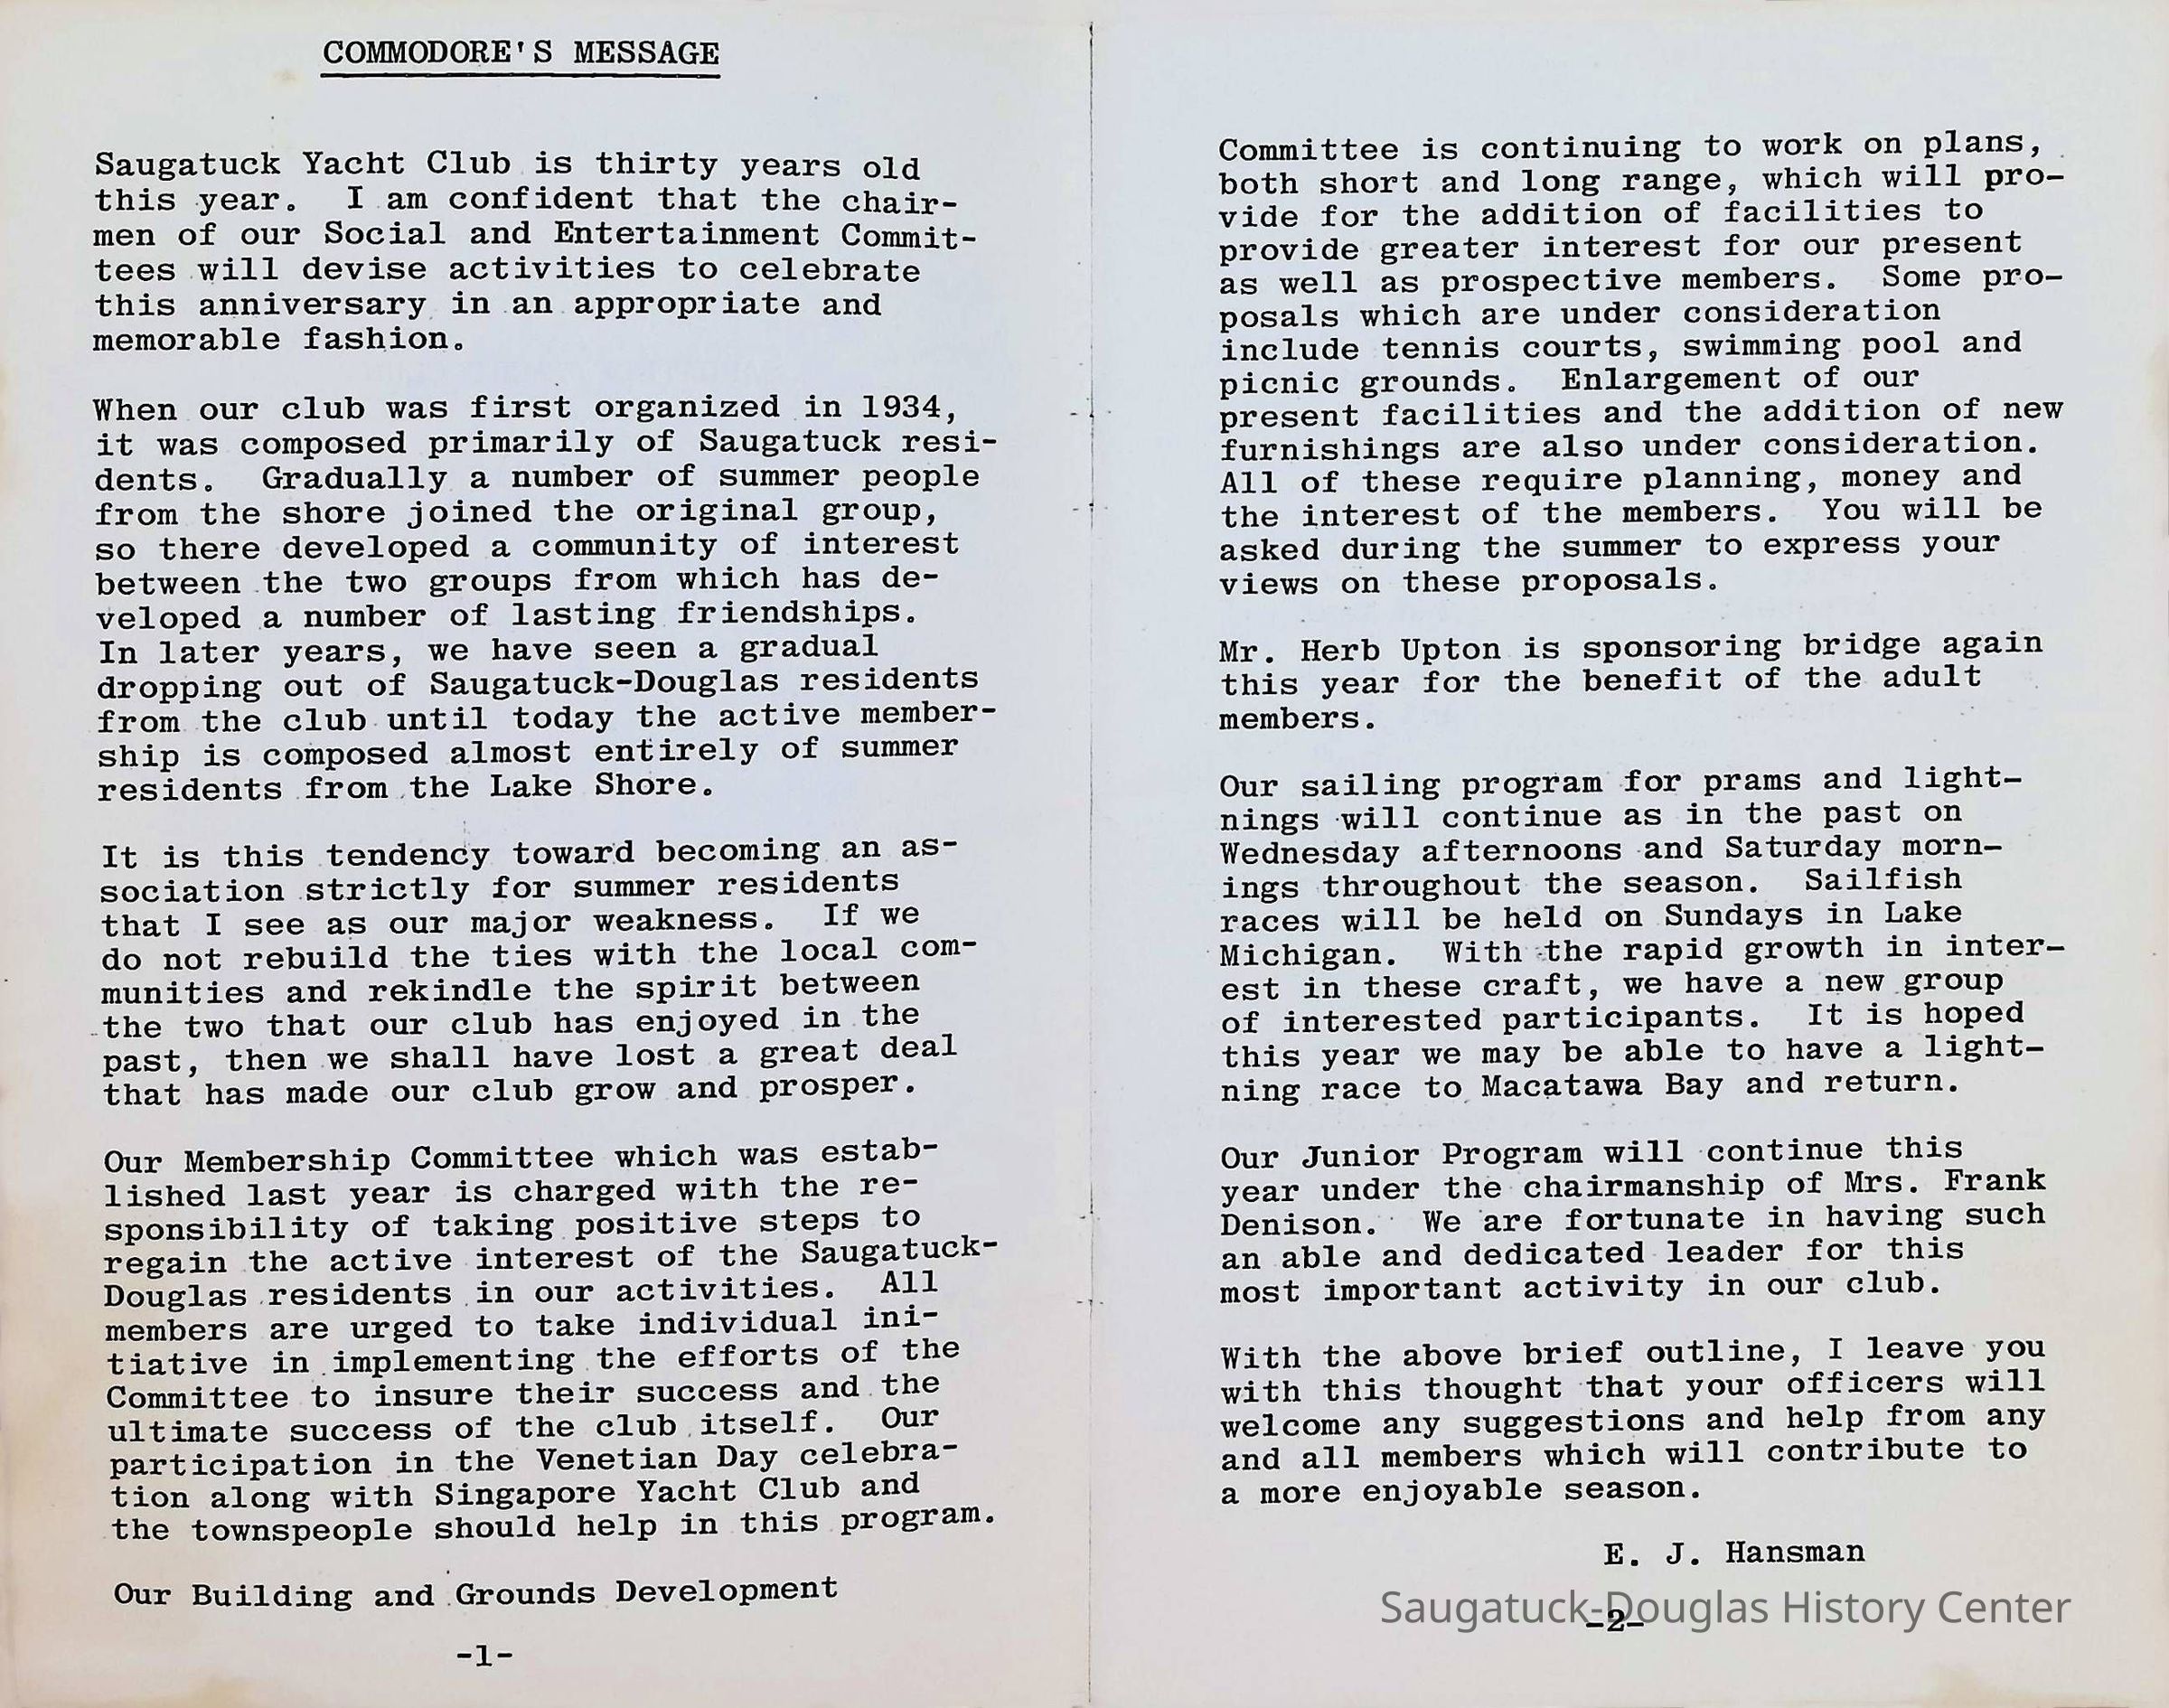 COMMODORE'S MESSAGE
Saugatuck Yacht Club is thirty years old
this year.  I am confident that the chair-
men of our Social and Entertainment Commit-
tees will devise activities to celebrate
this anniversary in an appropriate and
memorable fashion.
When our club was first organized in 1934,
it was composed primarily of Saugatuck resi-
dents.  Gradually a number of summer people
from the shore joined the original group,
so there developed a community of interest
between the two groups from which has de-
veloped a number of lasting friendships.
In later years, we have seen a gradual
dropping out of Saugatuck-Douglas residents
from the club until today the active member-
ship is composed almost entirely of summer
residents from the Lake Shore.
It is this tendency toward becoming an as-
sociation strictly for summer residents
that I see as our major weakness.  If we
do not rebuild the ties with the local com-
munities and rekindle the spirit between
the two that our club has enjoyed in the
past, then we shall have lost a great deal
that has made our club grow and prosper.
Our Membership Committee which was estab-
lished last year is charged with the re-
sponsibility of taking positive steps to
regain the active interest of the Saugatuck-
Douglas residents in our activities.  All
members are urged to take individual ini-
tiative in implementing the efforts of the
Committee to insure their success and the
ultimate success of the club itself.  Our
participation in the Venetian Day celebra-
tion along with Singapore Yacht Club and
the townspeople should help in this program.
Our Building and Grounds Development
-1-
Committee is continuing to work on plans,
both short and long range, which will pro-
vide for the addition of facilities to
provide greater interest for our present
as well as prospective members.  Some pro-
posals which are under consideration
include tennis courts, swimming pool and
picnic grounds.  Enlargement of our
present facilities and the addition of new
furnishings are also under consideration.
All of these require planning, money and
the interest of the members.  You will be
asked during the summer to express your
views on these proposals.
Mr. Herb Upton is sponsoring bridge again
this year for the benefit of the adult
members.
Our sailing program for prams and light-
nings will continue as in the past on
Wednesday afternoons and Saturday morn-
ings throughout the season.  Sailfish
races will be held on Sundays in Lake
Michigan.  With the rapid growth in inter-
est in these craft, we have a new group
of interested participants.  It is hoped
this year we may be able to have a light-
ning race to Macatawa Bay and return.
Our Junior Program will continue this
year under the chairmanship of Mrs. Frank
Denison.  We are fortunate in having such
an able and dedicated leader for this
most important activity in our club.
With the above brief outline, I leave you
with this thought that your officers will
welcome any suggestions and help from any
and all members which will contribute to
a more enjoyable season.
E. J. Hansman
Saugatuck-Douglas History Center
-2-